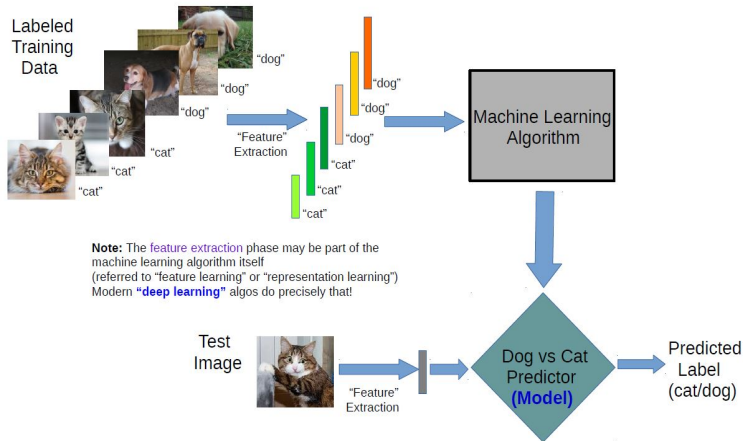 Labeled
Training
Data
“dog”
“dog”
“dog”
“cat”
“cat”
“cat”
“Feature”
Extraction
“dog”
“dog”
“dog”
“cat”
“cat”
“cat”
Machine Learning
Algorithm
Note: The feature extraction phase may be part of the
machine learning algorithm itself
(referred to “feature learning” or “representation learning”)
Modern “deep learning” algos do precisely that!
Test
Image
“Feature”
Extraction
Dog vs Cat
Predictor
(Model)
Predicted
Label
(cat/dog)